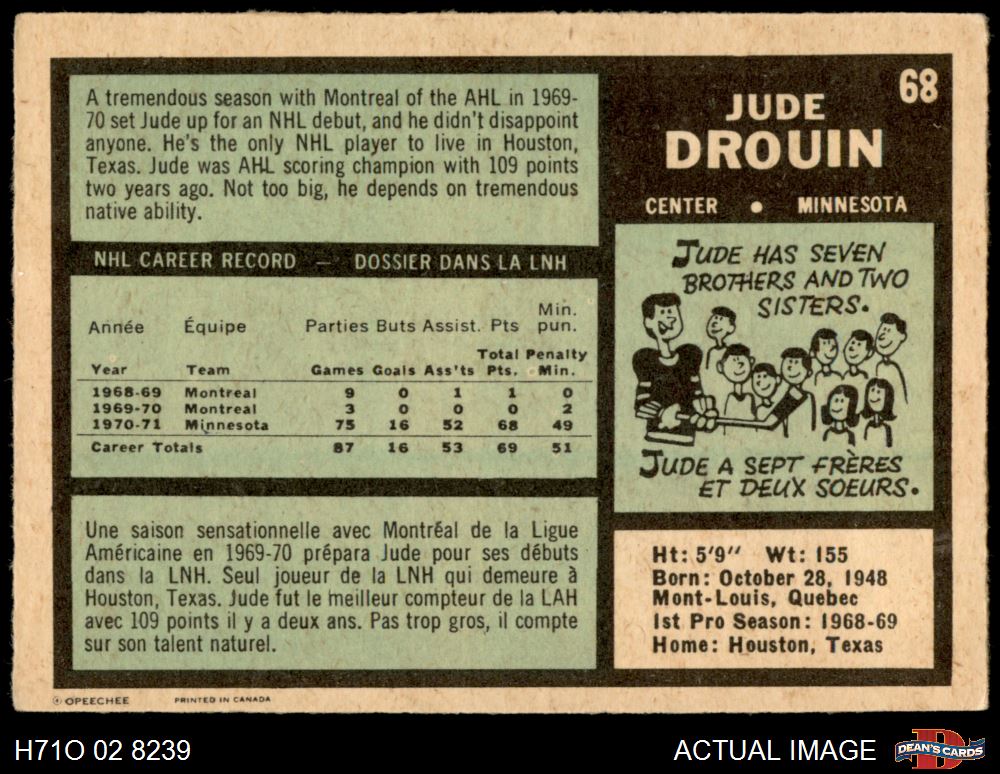 68
JUDE
DROUIN
CENTER • MINNESOTA
A tremendous season with Montreal of the AHL in 1969-
70 set Jude up for an NHL debut, and he didn't disappoint
anyone. He's the only NHL player to live in Houston,
Texas. Jude was AHL scoring champion with 109 points
two years ago. Not too big, he depends on tremendous
native ability.
NHL CAREER RECORD — DOSSIER DANS LA LNH
Année Équipe Parties Buts Assist. Pts Min. pun.
Year Team Games Goals Ass'ts Total Pts. Penalty Min.
1968-69 Montreal 9 0 1 1 0
1969-70 Montreal 3 0 0 0 2
1970-71 Minnesota 75 16 52 68 49
Career Totals 87 16 53 69 51
Une saison sensationnelle avec Montréal de la Ligue
Américaine en 1969-70 prépara Jude pour ses débuts
dans la LNH. Seul joueur de la LNH qui demeure à
Houston, Texas. Jude fut le meilleur compteur de la LAH
avec 109 points il y a deux ans. Pas trop gros, il compte
sur son talent naturel.
JUDE HAS SEVEN
BROTHERS AND TWO
SISTERS.
JUDE A SEPT FRÈRES
ET DEUX SOEURS.
Ht: 5'9" Wt: 155
Born: October 28, 1948
Mont-Louis, Quebec
1st Pro Season: 1968-69
Home: Houston, Texas
© OPEECHEE PRINTED IN CANADA
H71O 02 8239
ACTUAL IMAGE
D
DEAN'S CARDS